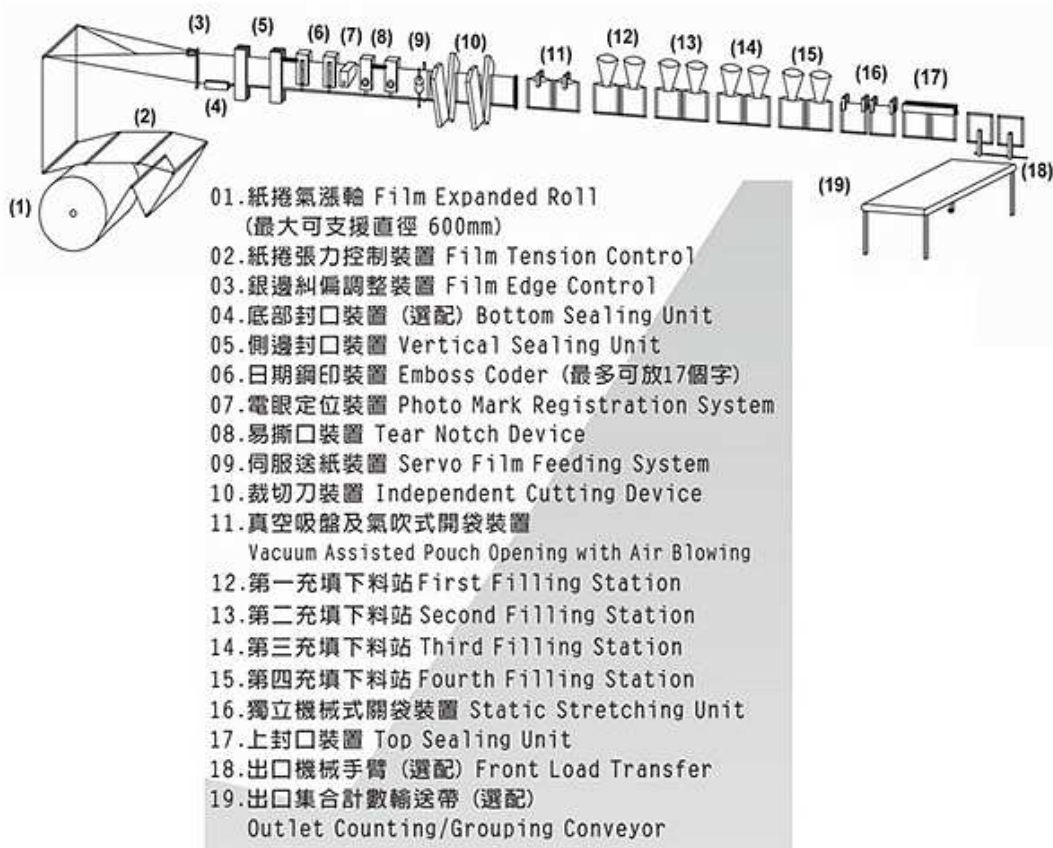 (1)
(2)
(3)
(4)
(5)
(6)
(7)
(8)
(9)
(10)
(11)
(12)
(13)
(14)
(15)
(16)
(17)
(18)
(19)
01.紙捲氣漲軸 Film Expanded Roll
(最大可支援直徑 600mm)
02.紙捲張力控制裝置 Film Tension Control
03.銀邊糾偏調整裝置 Film Edge Control
04.底部封口裝置 (選配) Bottom Sealing Unit
05.側邊封口裝置 Vertical Sealing Unit
06.日期鋼印裝置 Emboss Coder (最多可放17個字)
07.電眼定位裝置 Photo Mark Registration System
08.易撕口裝置 Tear Notch Device
09.伺服送紙裝置 Servo Film Feeding System
10.裁切刀裝置 Independent Cutting Device
11.真空吸盤及氣吹式開袋裝置
Vacuum Assisted Pouch Opening with Air Blowing
12.第一充填下料站 First Filling Station
13.第二充填下料站 Second Filling Station
14.第三充填下料站 Third Filling Station
15.第四充填下料站 Fourth Filling Station
16.獨立機械式關袋裝置 Static Stretching Unit
17.上封口裝置 Top Sealing Unit
18.出口機械手臂 (選配) Front Load Transfer
19.出口集合計數輸送帶 (選配)
Outlet Counting/Grouping Conveyor